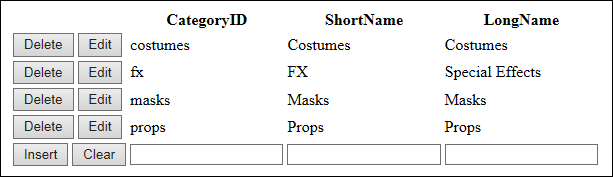 CategoryID ShortName LongName
Delete Edit costumes Costumes Costumes
Delete Edit fx FX Special Effects
Delete Edit masks Masks Masks
Delete Edit props Props Props
Insert Clear